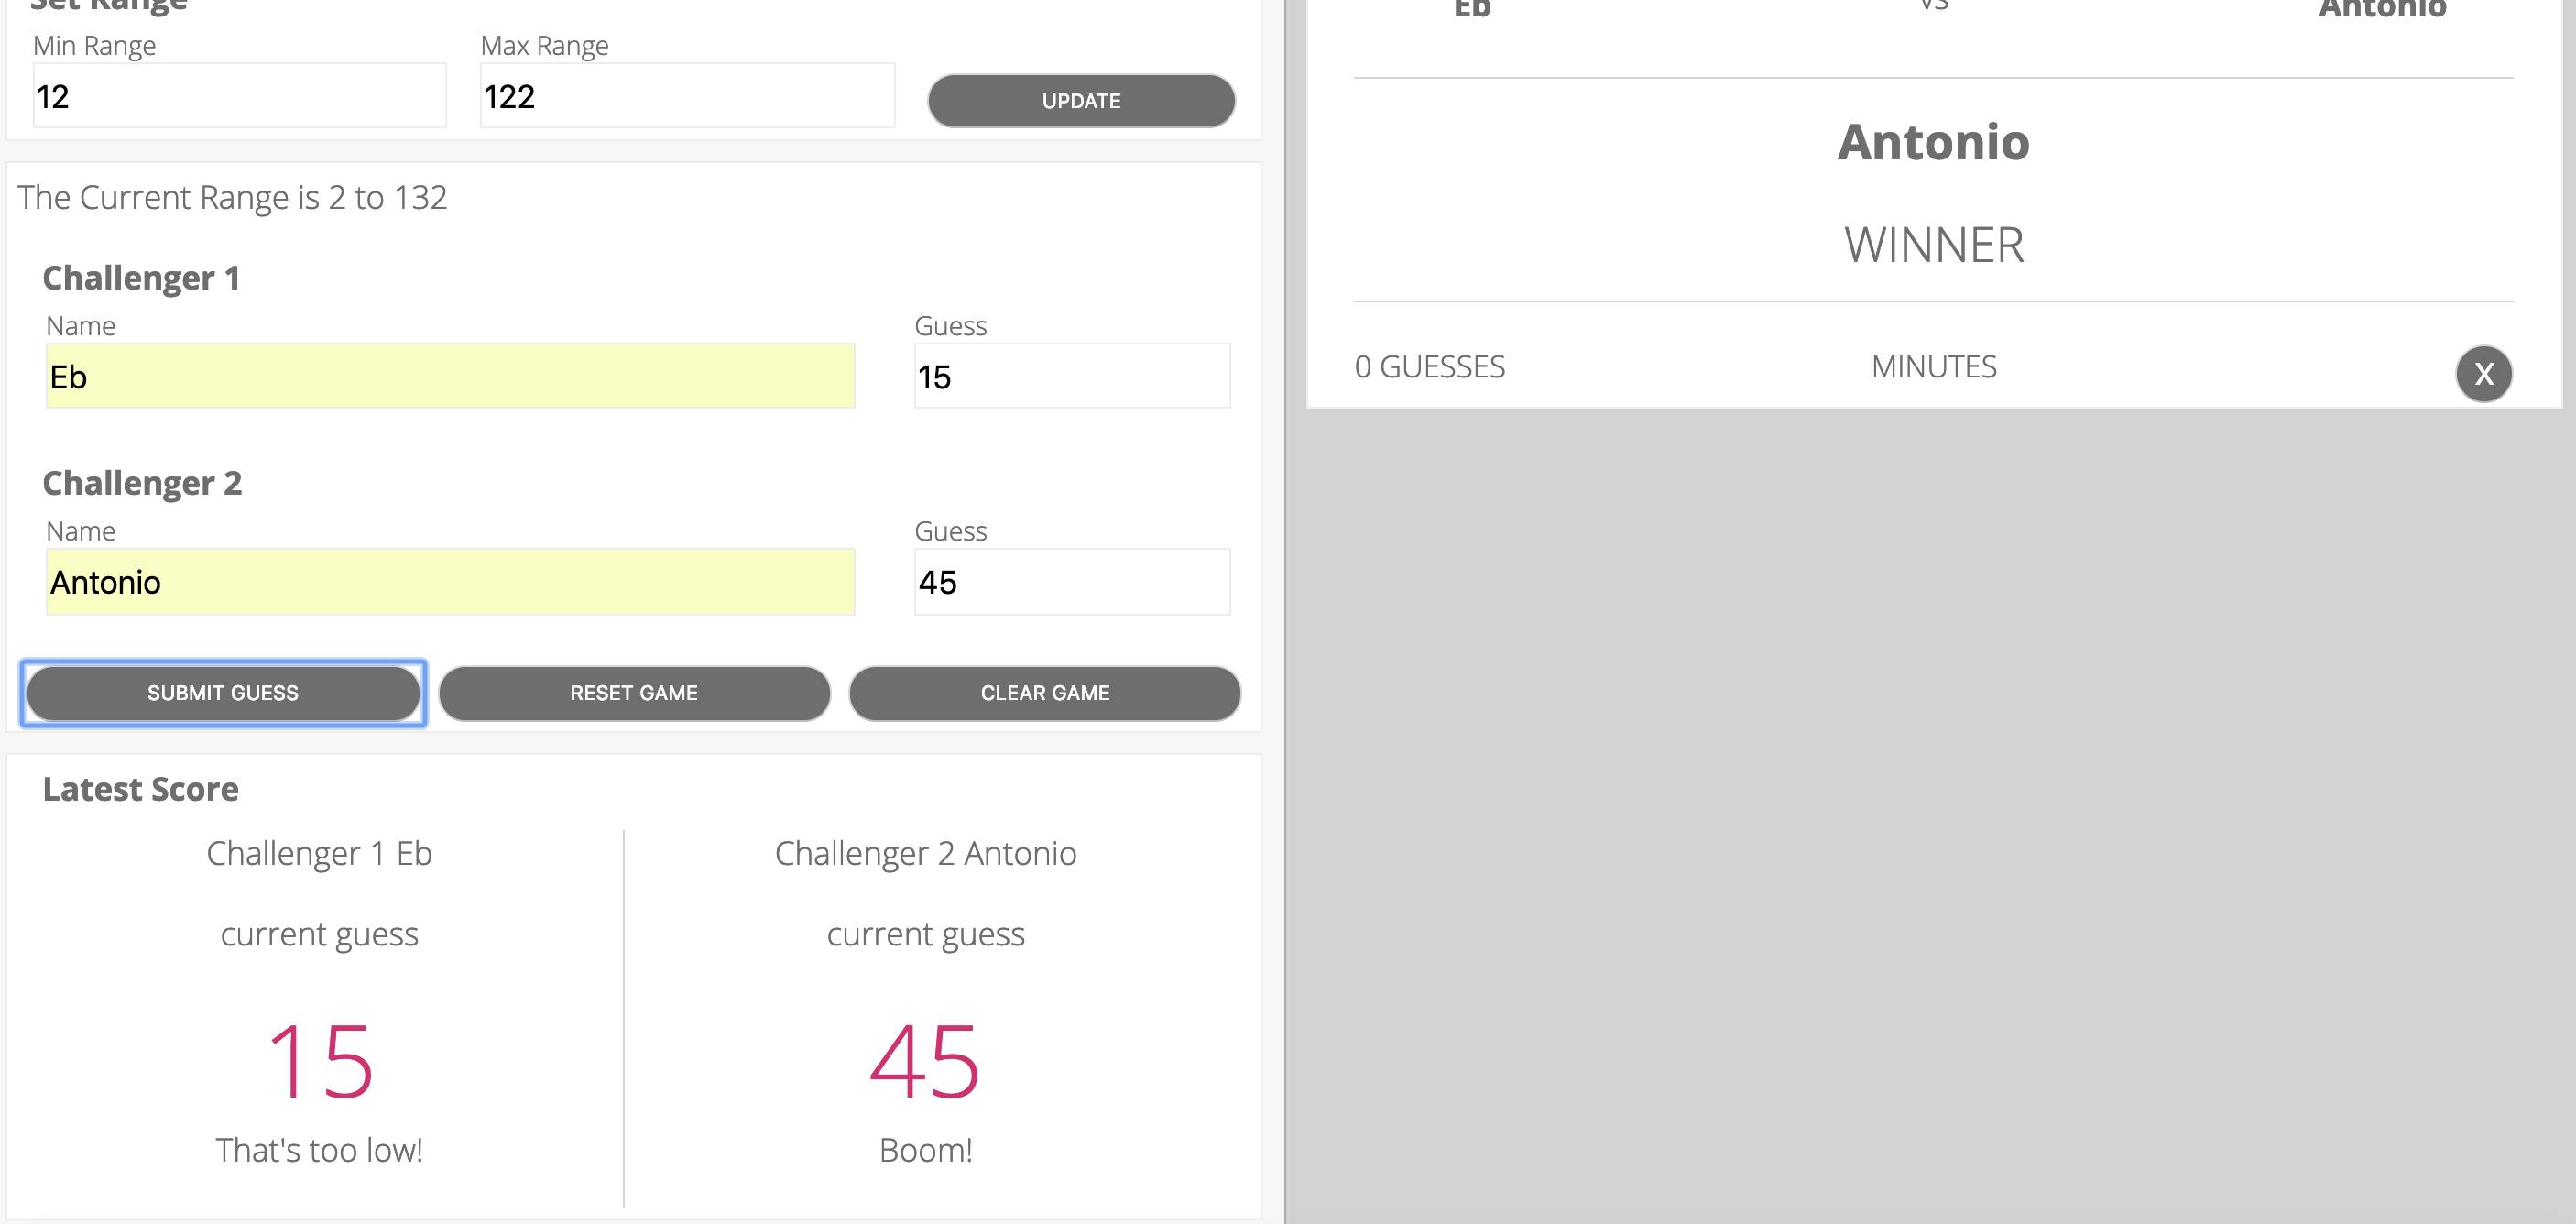 Set Range
Min Range
Max Range
12
122
UPDATE
The Current Range is 2 to 132
Challenger 1
Name
Guess
Eb
15
Challenger 2
Name
Guess
Antonio
45
SUBMIT GUESS
RESET GAME
CLEAR GAME
Latest Score
Challenger 1 Eb
current guess
15
That's too low!
Challenger 2 Antonio
current guess
45
Boom!
Eb
vs
Antonio
Antonio
WINNER
0 GUESSES
MINUTES
X